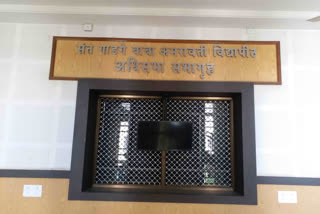 संत गाडगे बाबा अमरावती विद्यापीठ
अधिसभा सभागृह